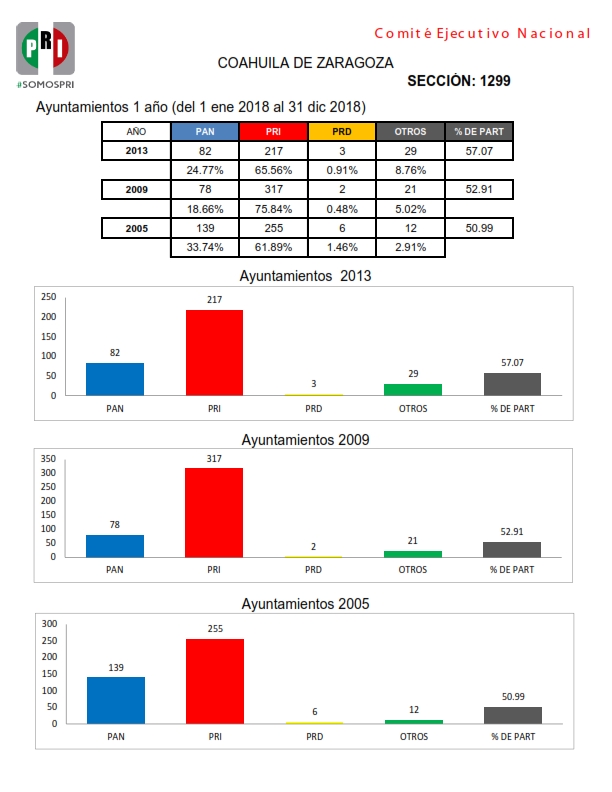 Comité Ejecutivo Nacional
PRI
#SOMOSPRI
COAHUILA DE ZARAGOZA
SECCIÓN: 1299
Ayuntamientos 1 año (del 1 ene 2018 al 31 dic 2018)
AÑO PAN PRI PRD OTROS % DE PART
2013 82 217 3 29 57.07
24.77% 65.56% 0.91% 8.76%
2009 78 317 2 21 52.91
18.66% 75.84% 0.48% 5.02%
2005 139 255 6 12 50.99
33.74% 61.89% 1.46% 2.91%
Ayuntamientos 2013
250
200
150
100
50
0
82 217 3 29 57.07
PAN PRI PRD OTROS % DE PART
Ayuntamientos 2009
350
300
250
200
150
100
50
0
78 317 2 21 52.91
PAN PRI PRD OTROS % DE PART
Ayuntamientos 2005
300
250
200
150
100
50
0
139 255 6 12 50.99
PAN PRI PRD OTROS % DE PART